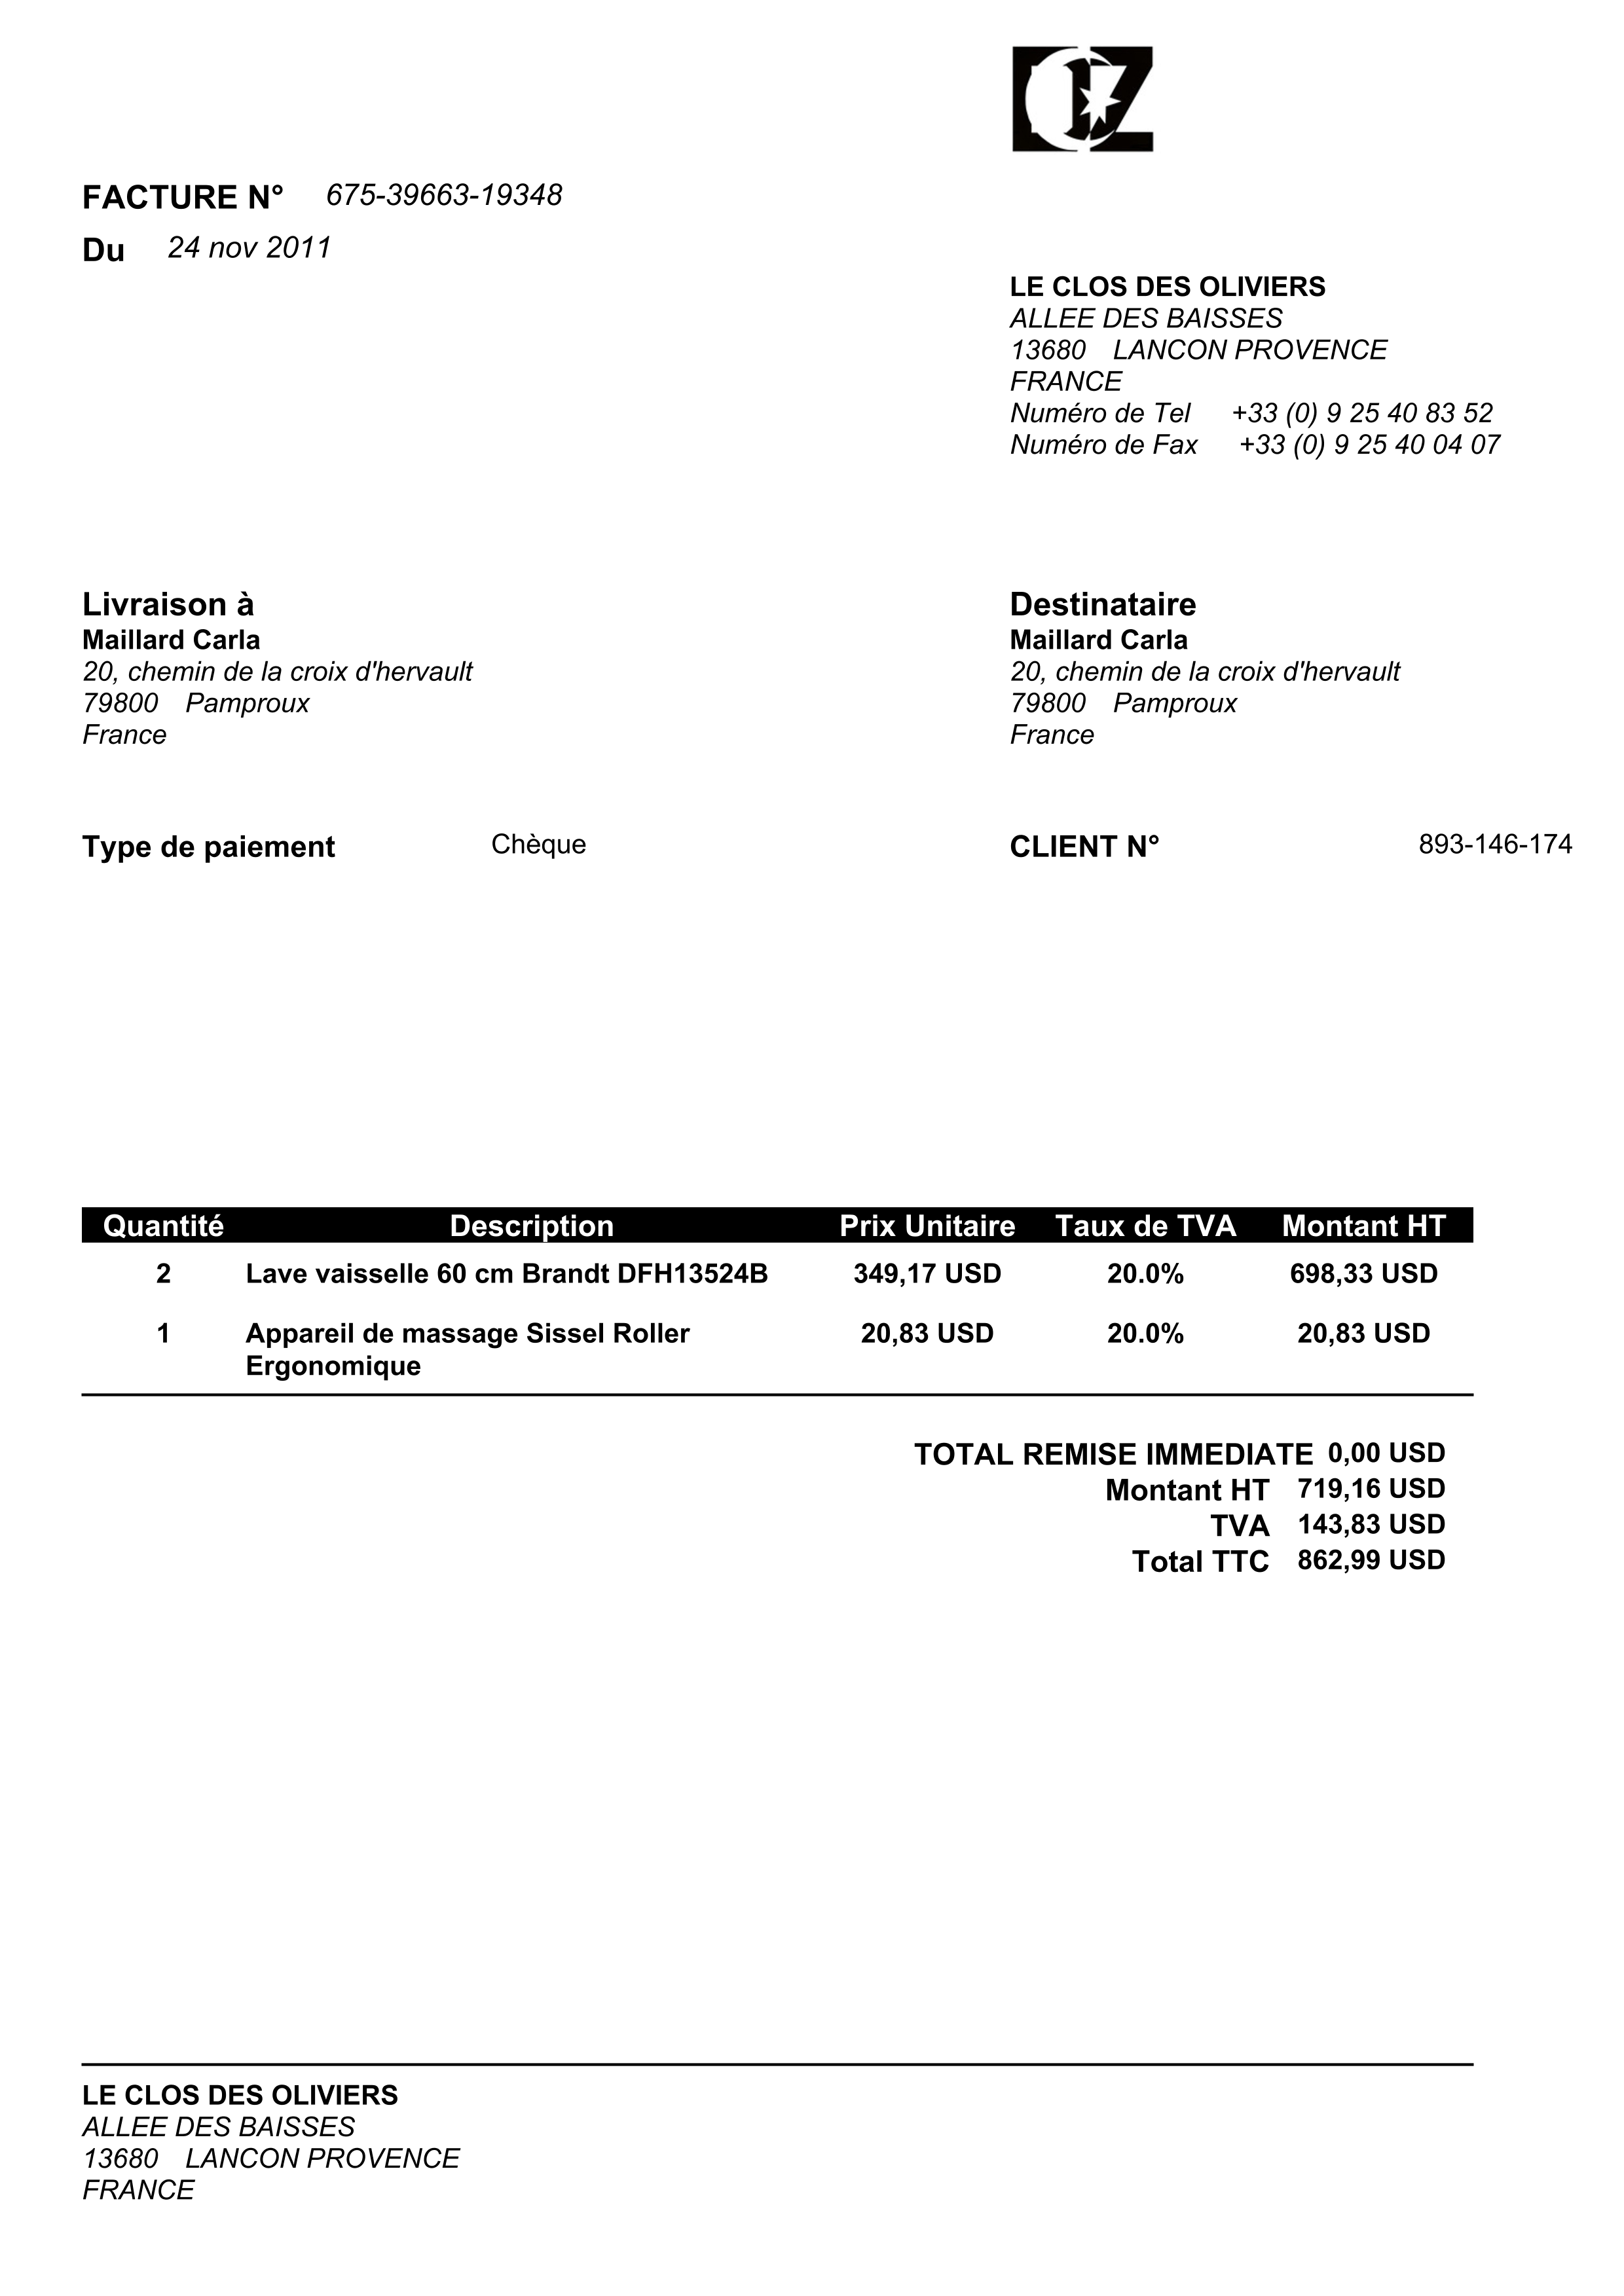 FACTURE N° 675-39663-19348
Du 24 nov 2011
LE CLOS DES OLIVIERS
ALLEE DES BAISSES
13680 LANCON PROVENCE
FRANCE
Numéro de Tel +33 (0) 9 25 40 83 52
Numéro de Fax +33 (0) 9 25 40 04 07
Livraison à
Maillard Carla
20, chemin de la croix d'hervault
79800 Pamproux
France
Destinataire
Maillard Carla
20, chemin de la croix d'hervault
79800 Pamproux
France
Type de paiement Chèque
CLIENT N° 893-146-174
Quantité Description Prix Unitaire Taux de TVA Montant HT
2 Lave vaisselle 60 cm Brandt DFH13524B 349,17 USD 20.0% 698,33 USD
1 Appareil de massage Sissel Roller 20,83 USD 20.0% 20,83 USD
Ergonomique
TOTAL REMISE IMMEDIATE 0,00 USD
Montant HT 719,16 USD
TVA 143,83 USD
Total TTC 862,99 USD
LE CLOS DES OLIVIERS
ALLEE DES BAISSES
13680 LANCON PROVENCE
FRANCE